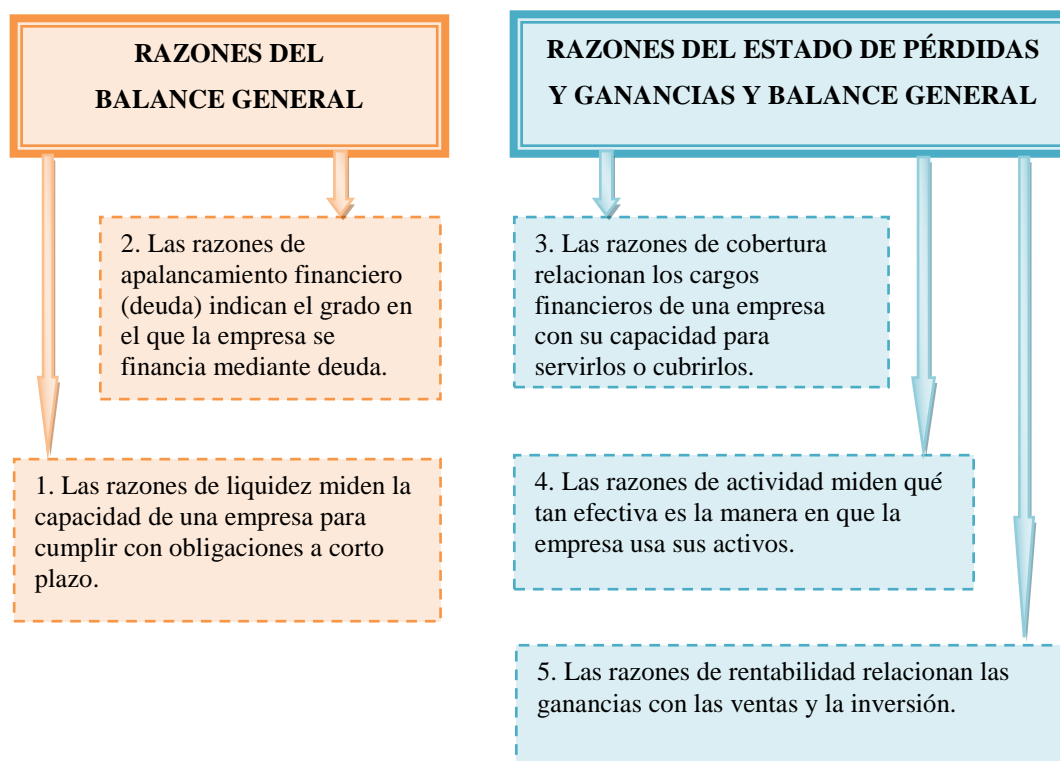 RAZONES DEL
BALANCE GENERAL
2. Las razones de
apalancamiento financiero
(deuda) indican el grado en
el que la empresa se
financia mediante deuda.
1. Las razones de liquidez miden la
capacidad de una empresa para
cumplir con obligaciones a corto
plazo.
RAZONES DEL ESTADO DE PÉRDIDAS
Y GANANCIAS Y BALANCE GENERAL
3. Las razones de cobertura
relacionan los cargos
financieros de una empresa
con su capacidad para
servirlos o cubrirlos.
4. Las razones de actividad miden qué
tan efectiva es la manera en que la
empresa usa sus activos.
5. Las razones de rentabilidad relacionan las
ganancias con las ventas y la inversión.